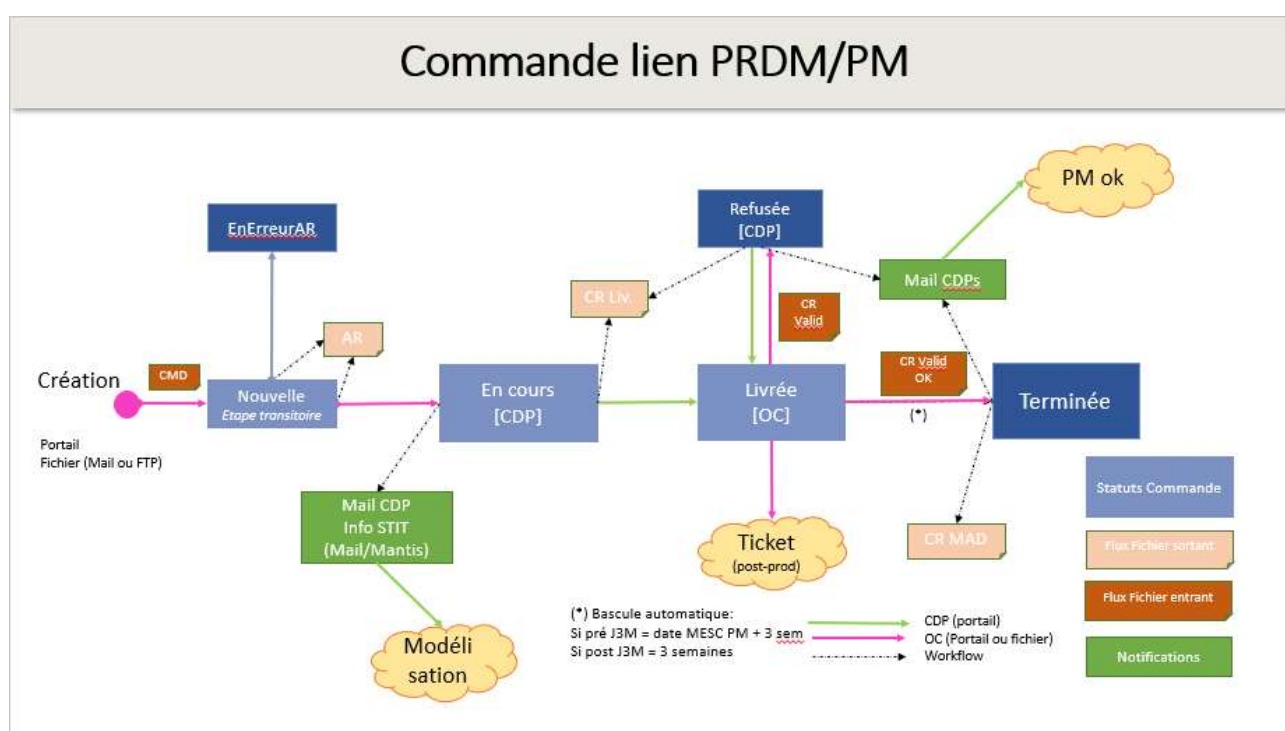 Commande lien PRDM/PM
PM ok
Refusée
[CDP]
EnErreurAR
Mail CDPs
CR Liv.
CR
Valid
AR
CR Valid
OK
Création
CMD
Nouvelle
Etape transitoire
En cours
[CDP]
Livrée
[OC]
(*)
Terminée
Portail
Fichier (Mail ou FTP)
Statuts Commande
Mail CDP
Info STIT
(Mail/Mantis)
Ticket
(post-prod)
CR MAD
Flux Fichier sortant
Flux Fichier entrant
(*) Bascule automatique:
Si pré J3M = date MESC PM + 3 sem
Si post J3M = 3 semaines
CDP (portail)
OC (Portail ou fichier)
Workflow
Notifications
Modéli
sation